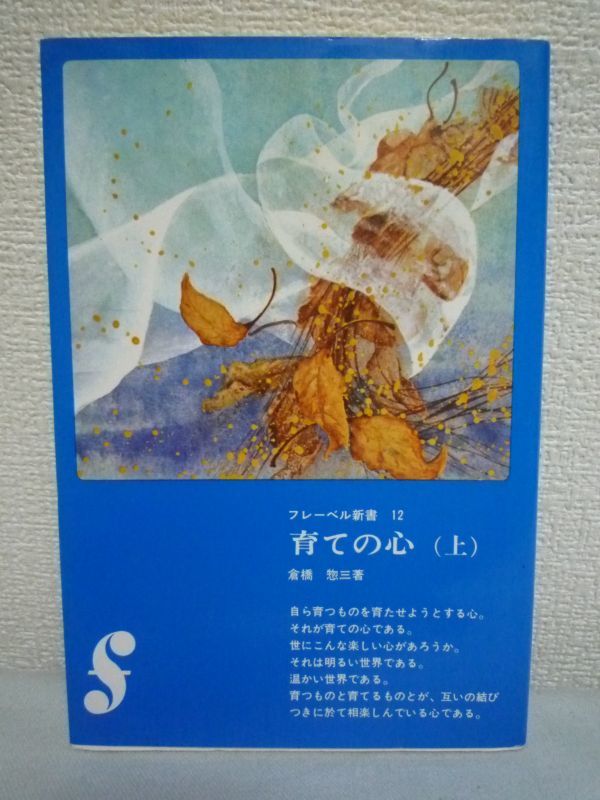 フレーベル新書 12
育ての心(上)
倉橋 惣三著
自ら育つものを育たせようとする心。
それが育ての心である。
世にこんな楽しい心があろうか。
それは明るい世界である。
温かい世界である。
育つものと育てるものとが、互いの結び
つきに於て相楽しんでいる心である。